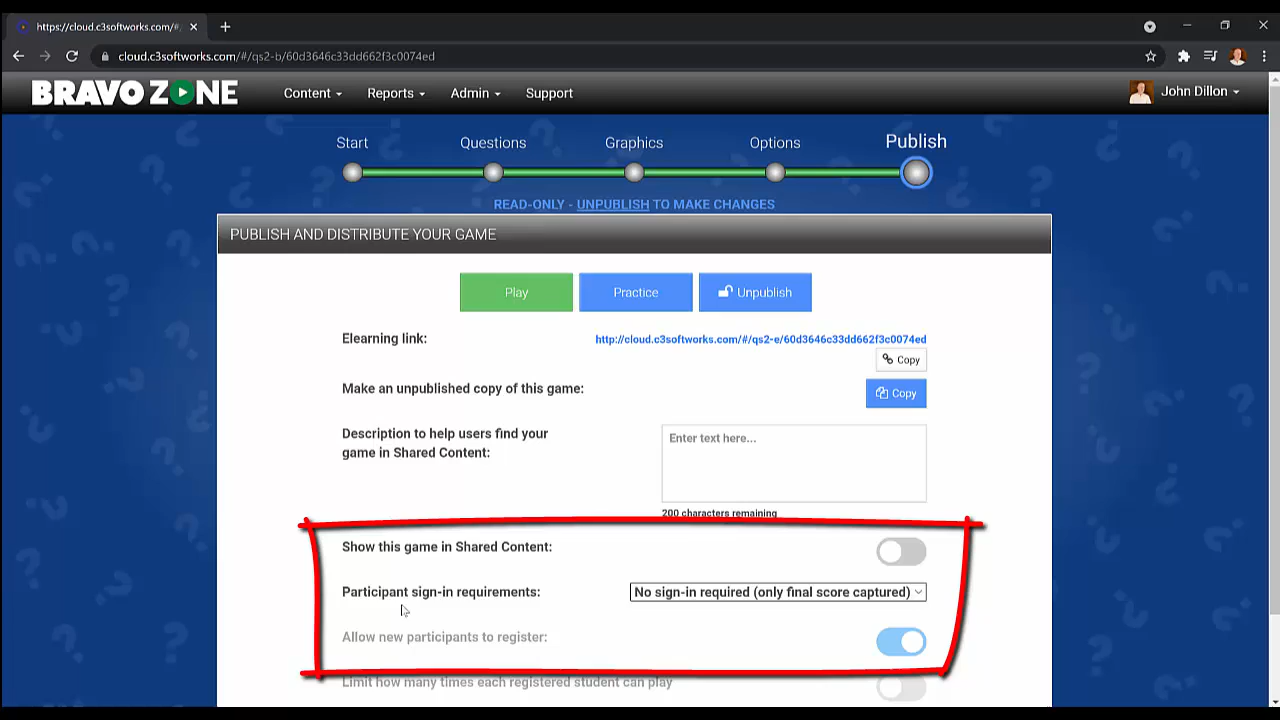 https://cloud.c3softworks.com/#/
cloud.c3softworks.com/#/qs2-b/60d3646c33dd662f3c0074ed
BRAVO ZONE Content Reports Admin Support John Dillon
Start Questions Graphics Options Publish
READ-ONLY - UNPUBLISH TO MAKE CHANGES
PUBLISH AND DISTRIBUTE YOUR GAME
Play Practice Unpublish
Elearning link: http://cloud.c3softworks.com/#/qs2-e/60d3646c33dd662f3c0074ed
Copy
Make an unpublished copy of this game: Copy
Description to help users find your
game in Shared Content:
Enter text here...
200 characters remaining
Show this game in Shared Content:
Participant sign-in requirements: No sign-in required (only final score captured)
Allow new participants to register:
Limit how many times each registered student can play